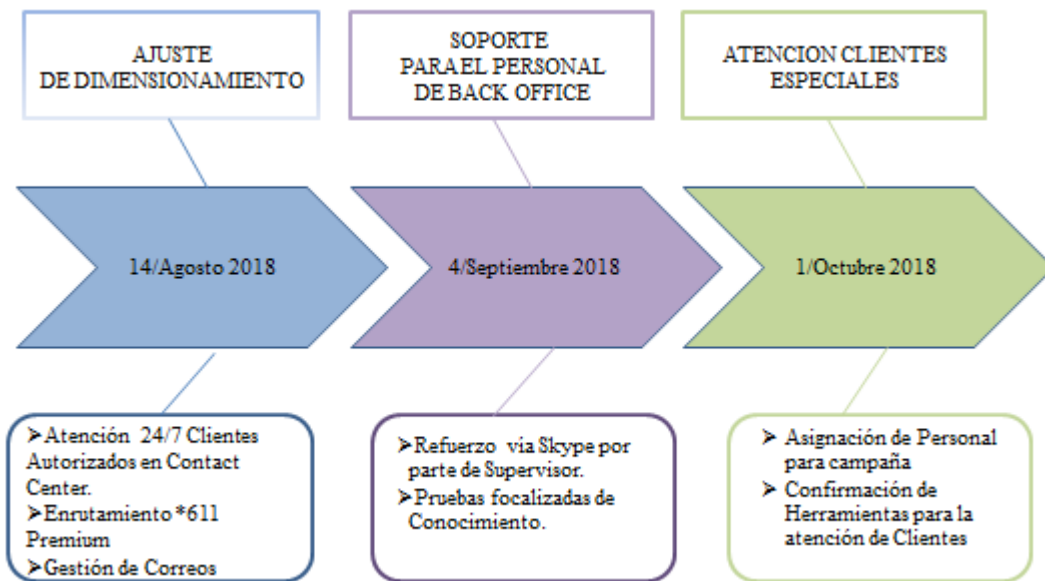 AJUSTE
DE DIMENSIONAMIENTO
SOPORTE
PARA EL PERSONAL
DE BACK OFFICE
ATENCION CLIENTES
ESPECIALES
14/Agosto 2018
4/Septiembre 2018
1/Octubre 2018
➤Atención 24/7 Clientes
Autorizados en Contact
Center.
➤Enrutamiento *611
Premium
➤Gestión de Correos
➤Refuerzo via Skype por
parte de Supervisor.
➤Pruebas focalizadas de
Conocimiento.
➤ Asignación de Personal
para campaña
➤ Confirmación de
Herramientas para la
atención de Clientes